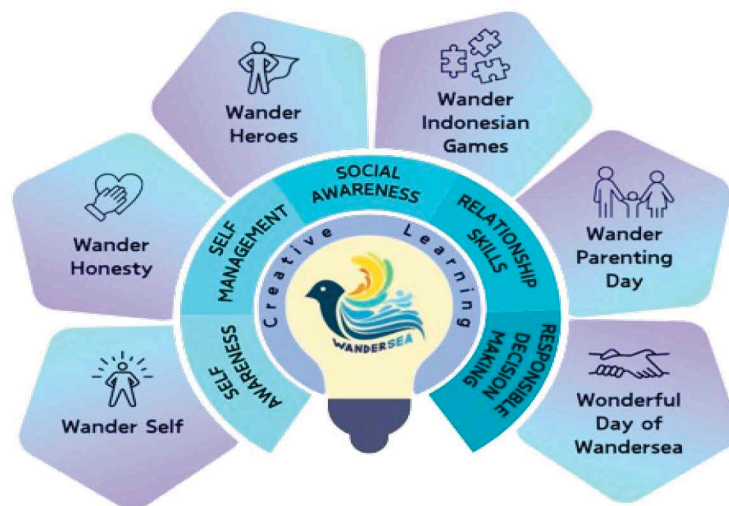 Wander
Heroes
Wander
Indonesian
Games
Wander
Honesty
Wander
Parenting
Day
Wander Self
Wonderful
Day of
Wandersea
SELF
AWARENESS
SELF
MANAGEMENT
SOCIAL
AWARENESS
RELATIONSHIP
SKILLS
RESPONSIBLE
DECISION
MAKING
Creative Learning
WANDERSEA